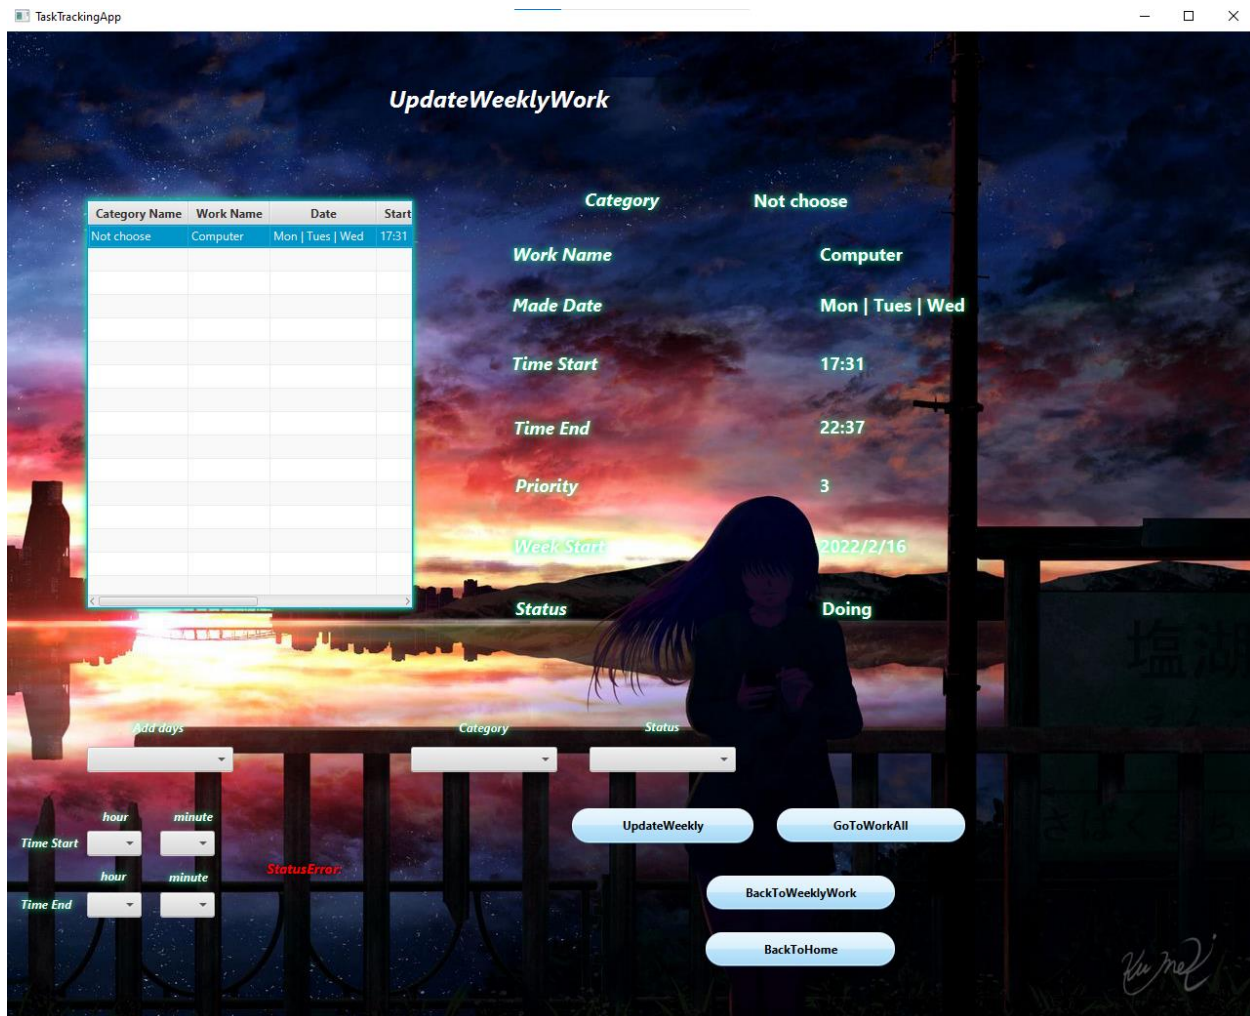 TaskTrackingApp
UpdateWeeklyWork
Category Name Work Name Date Start
Not choose Computer Mon | Tues | Wed 17:31
Category Not choose
Work Name Computer
Made Date Mon | Tues | Wed
Time Start 17:31
Time End 22:37
Priority 3
Week Start 2022/2/16
Status Doing
塩湖
Add days Category Status
hour minute
Time Start
hour minute
Time End
StatusError:
UpdateWeekly GoToWorkAll
BackToWeeklyWork
BackToHome